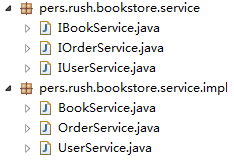 pers.rush.bookstore.service
IBookService.java
IOrderService.java
IUserService.java
pers.rush.bookstore.service.impl
BookService.java
OrderService.java
UserService.java